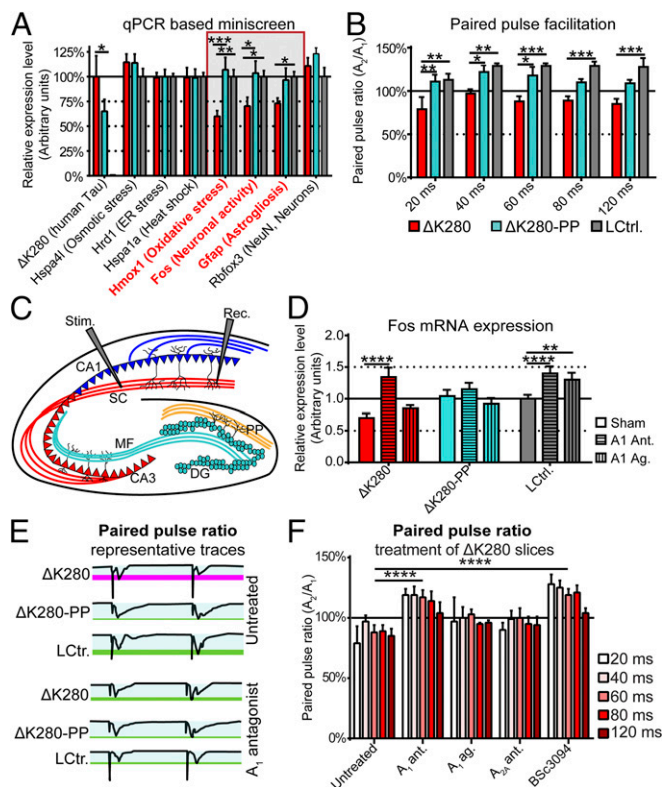 A
qPCR based miniscreen
Relative expression level
(Arbitrary units)
125%
100%
75%
50%
25%
0%
*
***
**
*
*
*
ΔK280 (human Tau)
Hspa4l (Osmotic stress)
Hrd1 (ER stress)
Hspa1a (Heat shock)
Hmox1 (Oxidative stress)
Fos (Neuronal activity)
Gfap (Astrogliosis)
Rbfox3 (NeuN, Neurons)
B
Paired pulse facilitation
Paired pulse ratio (A2/A1)
150%
100%
50%
0%
**
**
**
*
***
*
***
***
20 ms
40 ms
60 ms
80 ms
120 ms
ΔK280
ΔK280-PP
LCtrl.
C
Stim.
Rec.
CA1
SC
MF
PP
CA3
DG
D
Fos mRNA expression
Relative expression level
(Arbitrary units)
2.0
1.5
1.0
0.5
0.0
****
**
****
ΔK280
ΔK280-PP
LCtrl.
Sham
A1 Ant.
A1 Ag.
E
Paired pulse ratio
representative traces
ΔK280
ΔK280-PP
LCtr.
Untreated
ΔK280
ΔK280-PP
LCtr.
A1 antagonist
F
Paired pulse ratio
treatment of ΔK280 slices
Paired pulse ratio (A2/A1)
150%
100%
50%
0%
****
****
Untreated
A1 ant.
A1 ag.
A2A ant.
BSc3094
20 ms
40 ms
60 ms
80 ms
120 ms